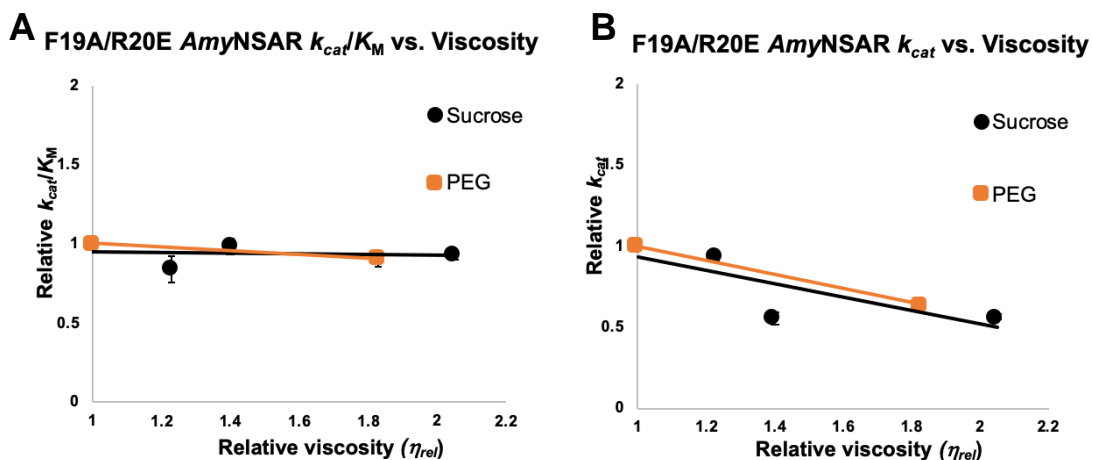 A
F19A/R20E AmyNSAR kcat/KM vs. Viscosity
2
1.5
1
0.5
0
Relative kcat/KM
Sucrose
PEG
1 1.2 1.4 1.6 1.8 2 2.2
Relative viscosity (ηrel)
B
F19A/R20E AmyNSAR kcat vs. Viscosity
2
1.5
1
0.5
0
Relative kcat
Sucrose
PEG
1 1.2 1.4 1.6 1.8 2 2.2
Relative viscosity (ηrel)